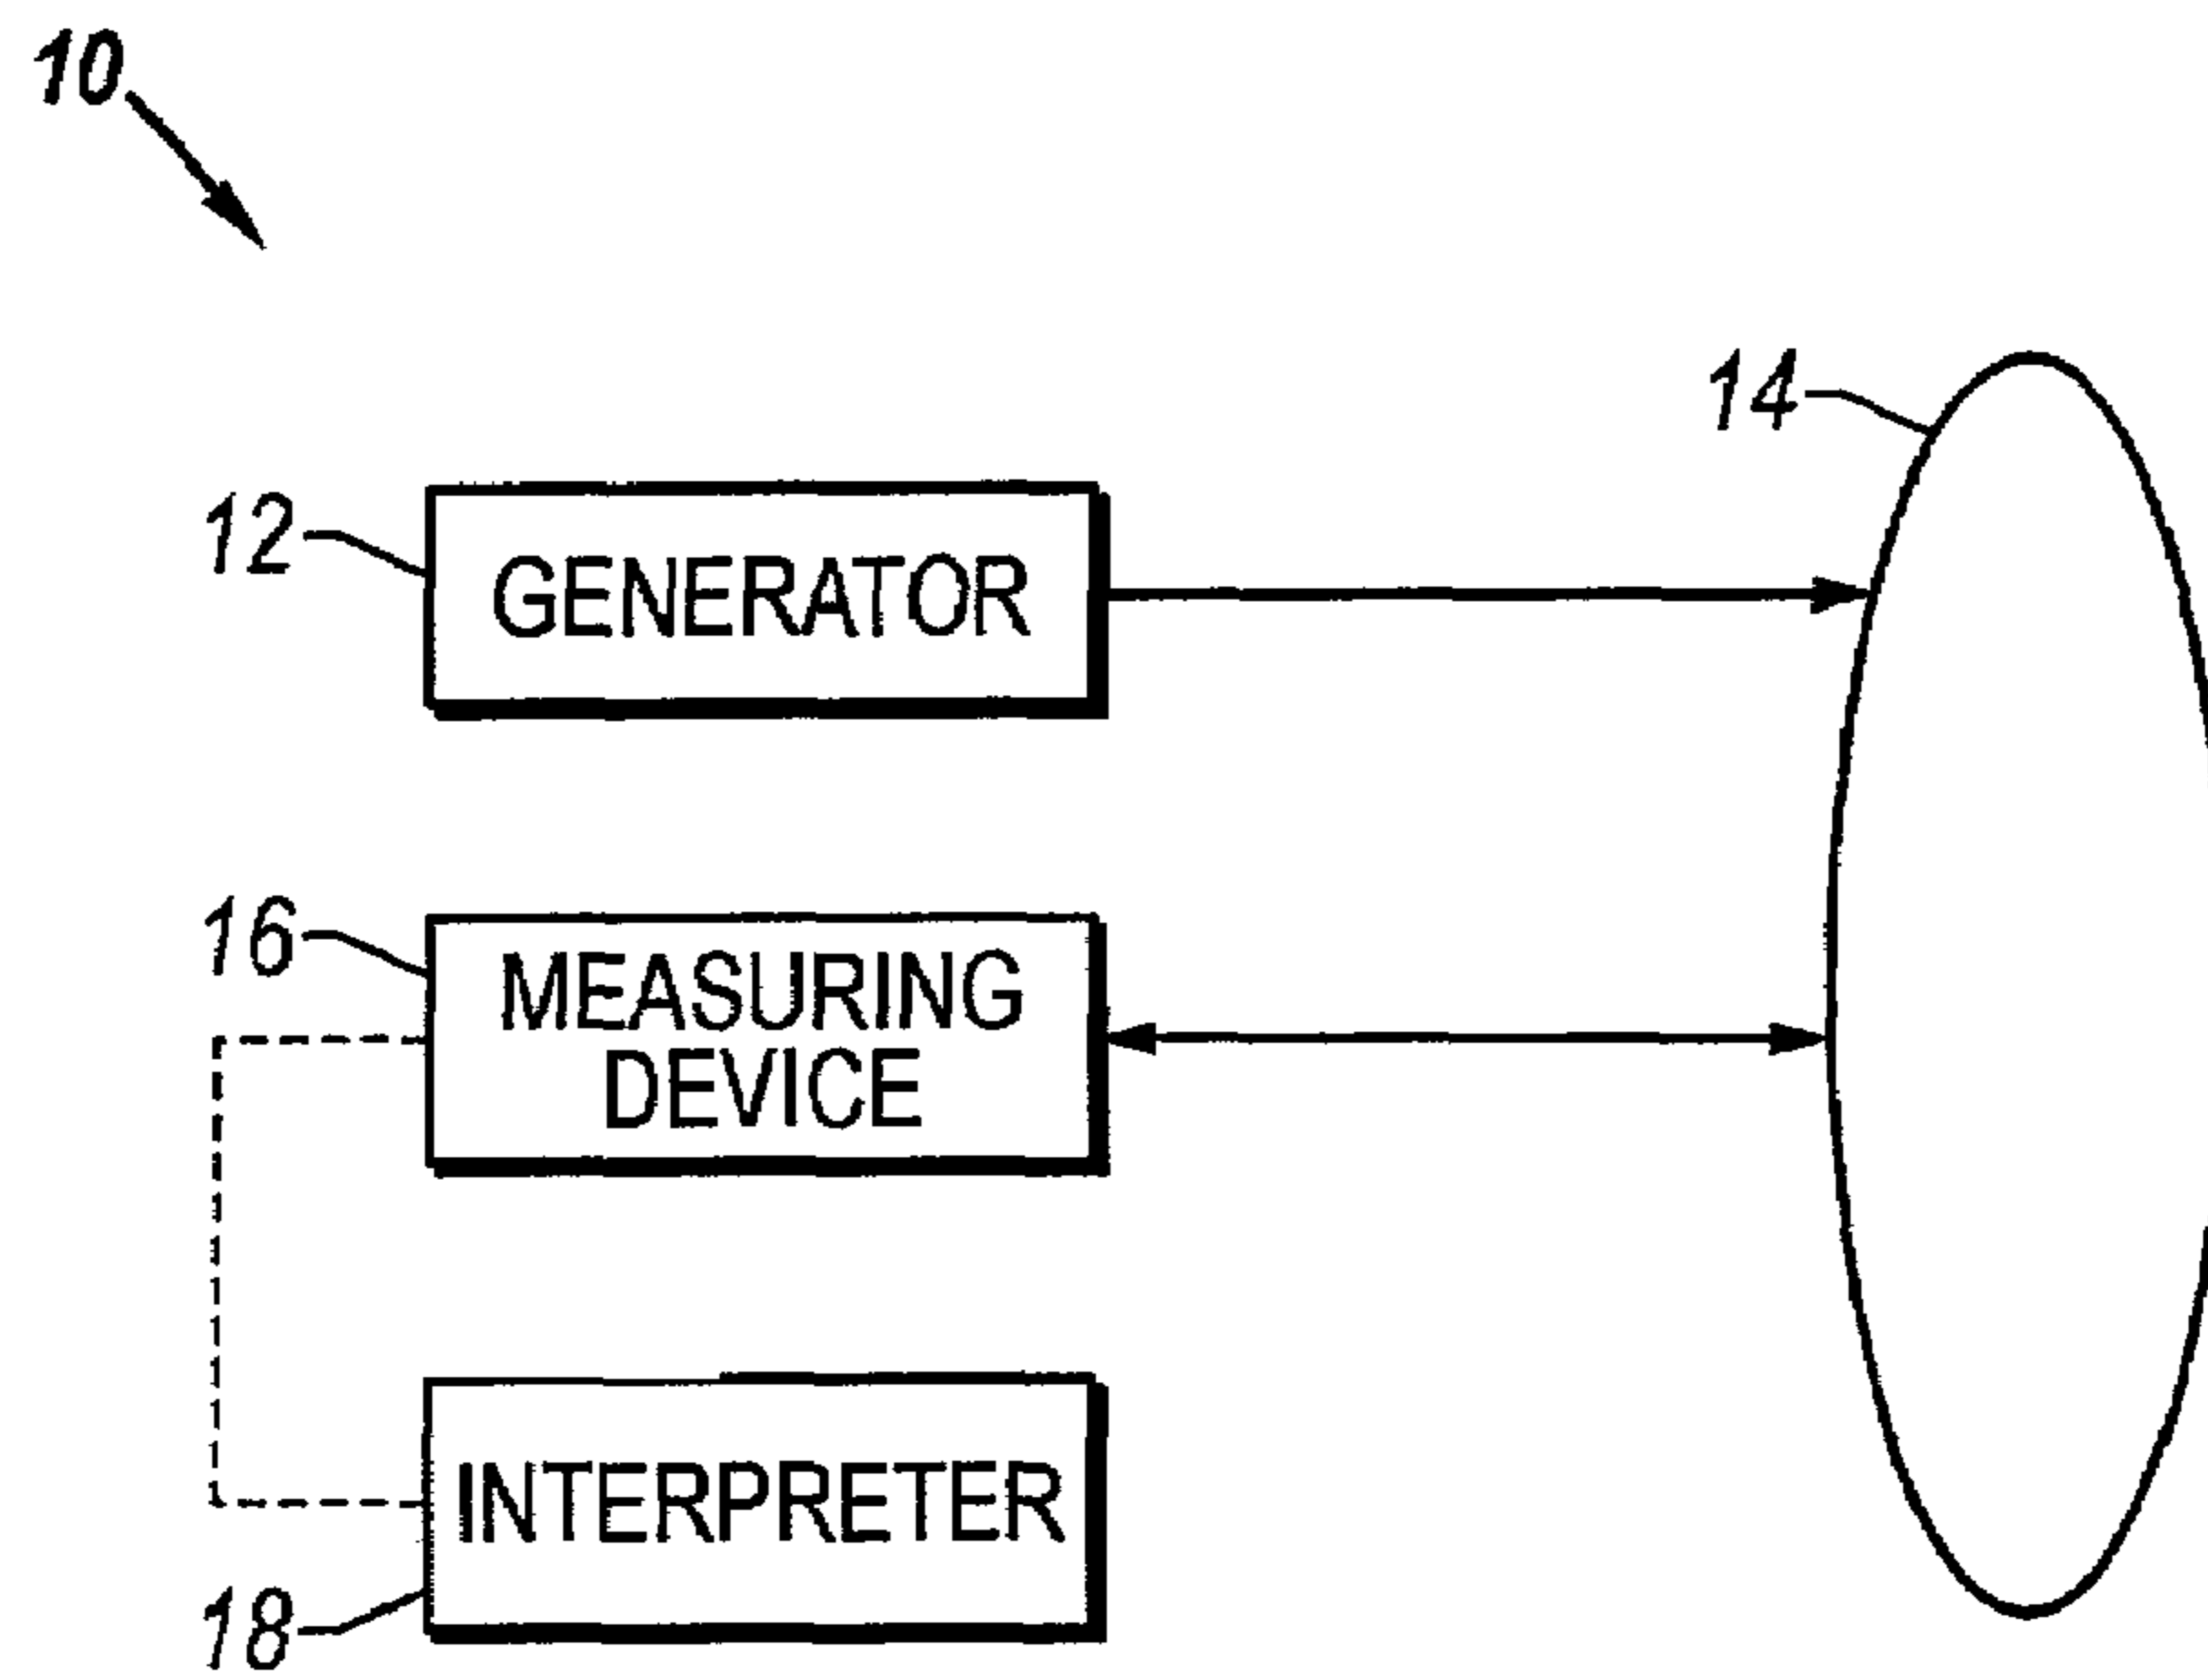 10
14
12
GENERATOR
16
MEASURING
DEVICE
INTERPRETER
18